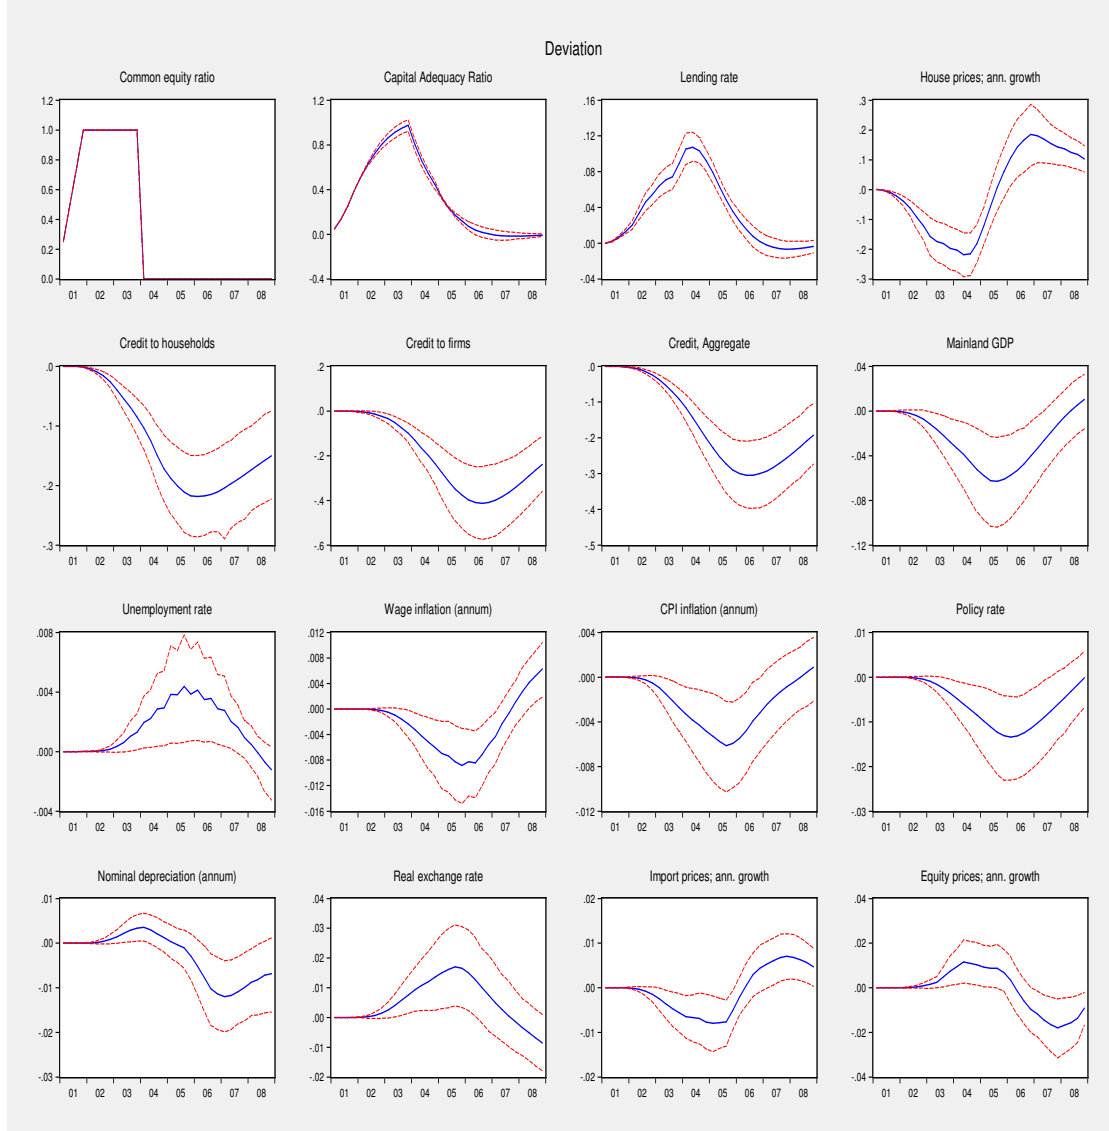 Deviation
Common equity ratio
1.2
1.0
0.8
0.6
0.4
0.2
0.0
01 02 03 04 05 06 07 08
Capital Adequacy Ratio
1.2
0.8
0.4
0.0
-0.4
01 02 03 04 05 06 07 08
Lending rate
.16
.12
.08
.04
.00
-.04
01 02 03 04 05 06 07 08
House prices; ann. growth
.3
.2
.1
.0
-.1
-.2
-.3
01 02 03 04 05 06 07 08
Credit to households
.0
-.1
-.2
-.3
01 02 03 04 05 06 07 08
Credit to firms
.2
.0
-.2
-.4
-.6
01 02 03 04 05 06 07 08
Credit, Aggregate
.0
-.1
-.2
-.3
-.4
-.5
01 02 03 04 05 06 07 08
Mainland GDP
.04
.00
-.04
-.08
-.12
01 02 03 04 05 06 07 08
Unemployment rate
.008
.004
.000
-.004
01 02 03 04 05 06 07 08
Wage inflation (annum)
.012
.008
.004
.000
-.004
-.008
-.012
-.016
01 02 03 04 05 06 07 08
CPI inflation (annum)
.004
.000
-.004
-.008
-.012
01 02 03 04 05 06 07 08
Policy rate
.01
.00
-.01
-.02
-.03
01 02 03 04 05 06 07 08
Nominal depreciation (annum)
.01
.00
-.01
-.02
-.03
01 02 03 04 05 06 07 08
Real exchange rate
.04
.03
.02
.01
.00
-.01
-.02
01 02 03 04 05 06 07 08
Import prices; ann. growth
.02
.01
.00
-.01
-.02
01 02 03 04 05 06 07 08
Equity prices; ann. growth
.04
.02
.00
-.02
-.04
01 02 03 04 05 06 07 08